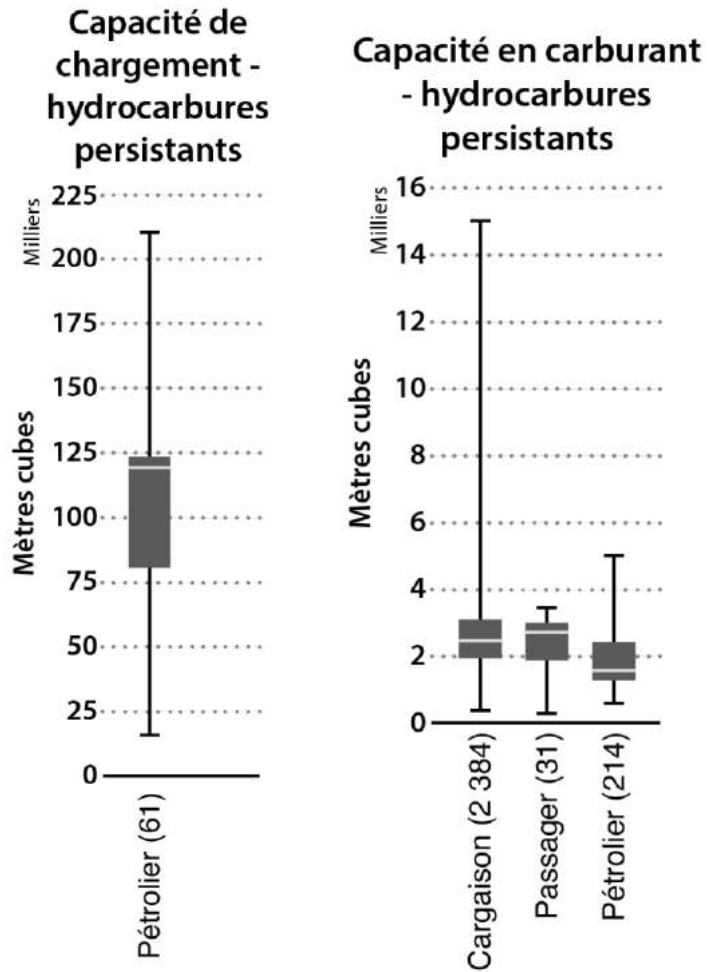 Capacité de
chargement -
hydrocarbures
persistants
Milliers
Mètres cubes
225
200
175
150
125
100
75
50
25
0
Pétrolier (61)
Capacité en carburant
- hydrocarbures
persistants
Milliers
Mètres cubes
16
14
12
10
8
6
4
2
0
Cargaison (2 384)
Passager (31)
Pétrolier (214)